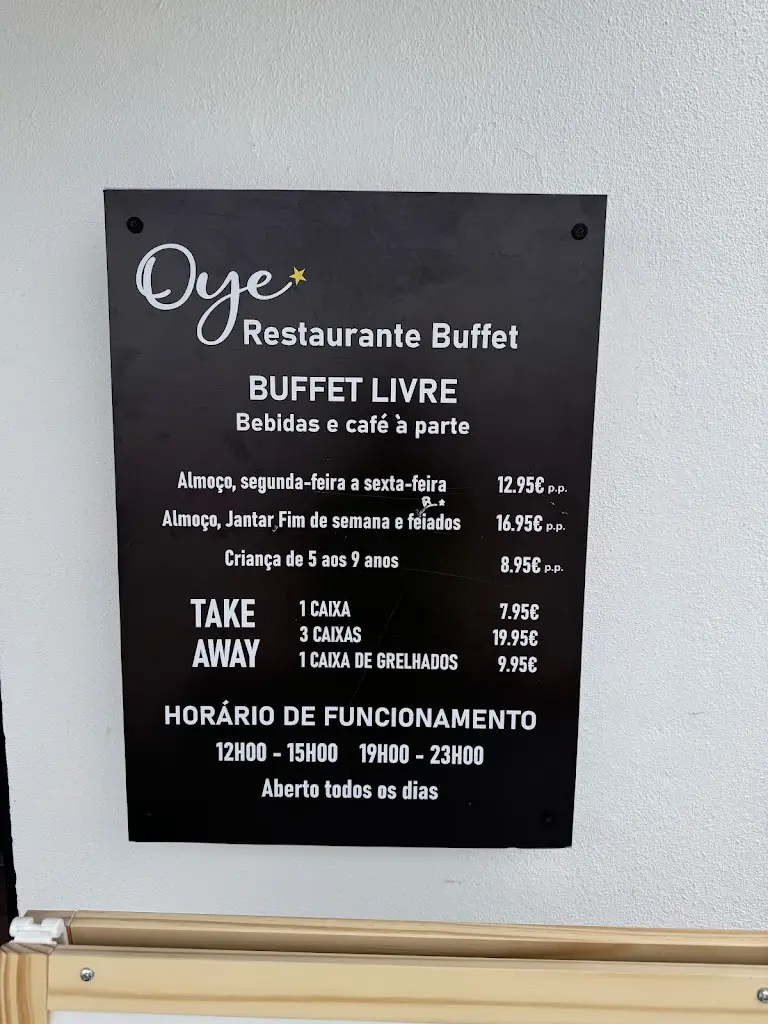 Oye
Restaurante Buffet
BUFFET LIVRE
Bebidas e café à parte
Almoço, segunda-feira a sexta-feira 12.95€ p.p.
R
Almoço, Jantar,Fim de semana e feiados 16.95€ p.p.
Criança de 5 aos 9 anos 8.95€ p.p.
TAKE AWAY
1 CAIXA 7.95€
3 CAIXAS 19.95€
1 CAIXA DE GRELHADOS 9.95€
HORÁRIO DE FUNCIONAMENTO
12H00 - 15H00 19H00 - 23H00
Aberto todos os dias